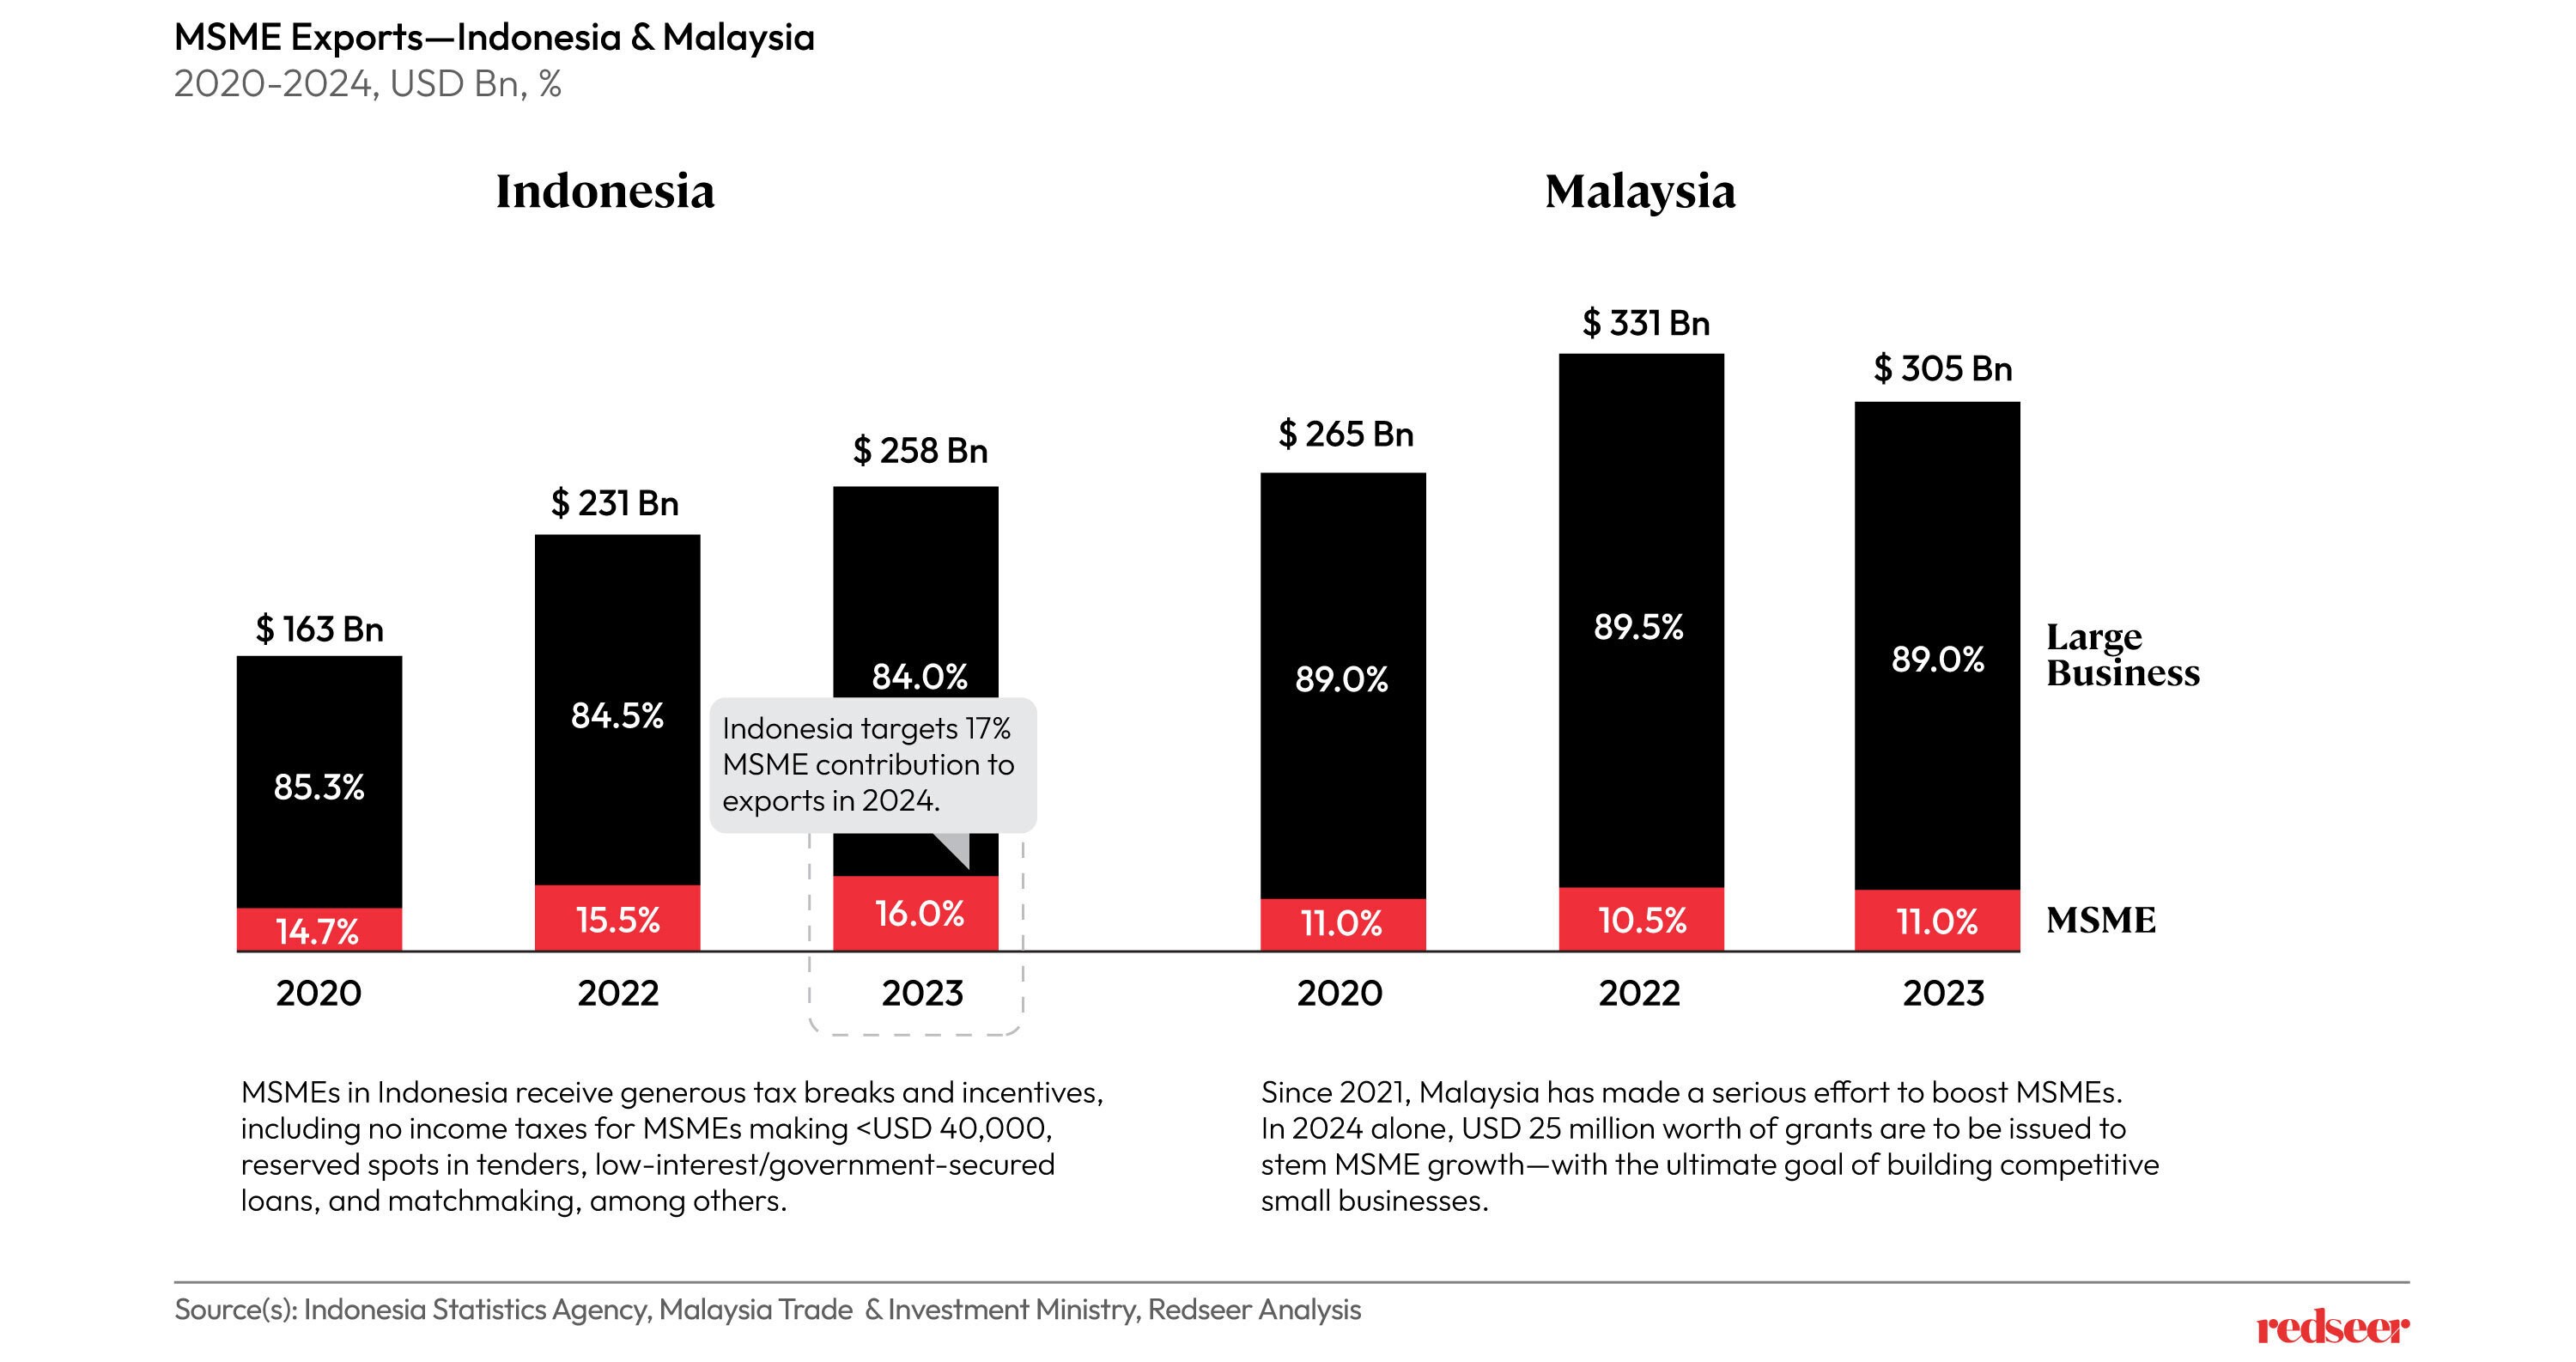 MSME Exports—Indonesia & Malaysia
2020-2024, USD Bn, %
Indonesia
$ 163 Bn
$ 231 Bn
$ 258 Bn
85.3%
84.5%
84.0%
Indonesia targets 17%
MSME contribution to
exports in 2024.
14.7%
15.5%
16.0%
2020
2022
2023
MSMEs in Indonesia receive generous tax breaks and incentives,
including no income taxes for MSMEs making <USD 40,000,
reserved spots in tenders, low-interest/government-secured
loans, and matchmaking, among others.
Malaysia
$ 265 Bn
$ 331 Bn
$ 305 Bn
89.0%
89.5%
89.0%
Large
Business
11.0%
10.5%
11.0%
MSME
2020
2022
2023
Since 2021, Malaysia has made a serious effort to boost MSMEs.
In 2024 alone, USD 25 million worth of grants are to be issued to
stem MSME growth—with the ultimate goal of building competitive
small businesses.
Source(s): Indonesia Statistics Agency, Malaysia Trade & Investment Ministry, Redseer Analysis
redseer